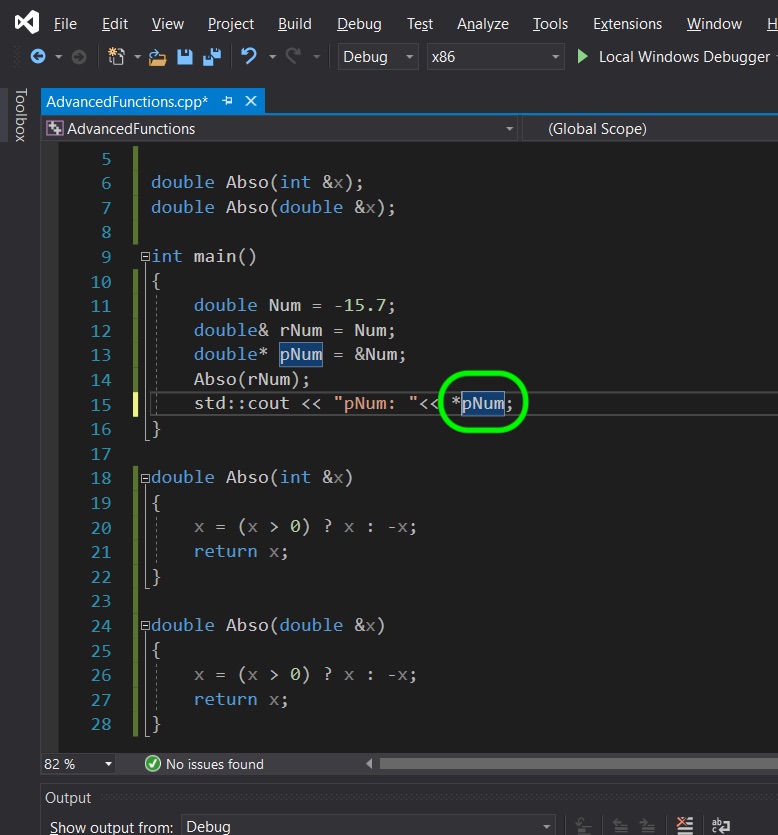 File Edit View Project Build Debug Test Analyze Tools Extensions Window H
Debug x86 Local Windows Debugger
Toolbox
AdvancedFunctions.cpp*
AdvancedFunctions (Global Scope)
5
6 double Abso(int &x);
7 double Abso(double &x);
8
9 int main()
10 {
11 double Num = -15.7;
12 double& rNum = Num;
13 double* pNum = &Num;
14 Abso(rNum);
15 std::cout << "pNum: "<< *pNum;
16 }
17
18 double Abso(int &x)
19 {
20 x = (x > 0) ? x : -x;
21 return x;
22 }
23
24 double Abso(double &x)
25 {
26 x = (x > 0) ? x : -x;
27 return x;
28 }
82 % No issues found
Output
Show output from: Debug